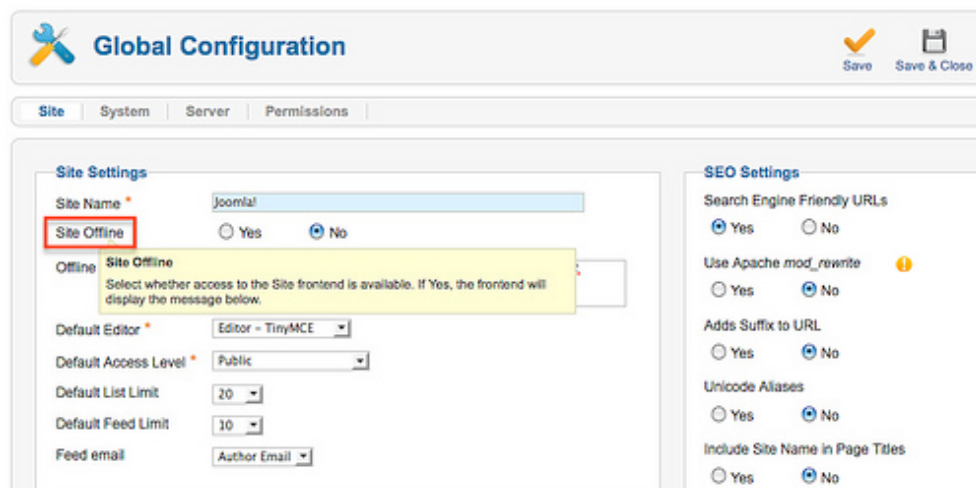 Global Configuration
Save
Save & Close
Site
System
Server
Permissions
Site Settings
Site Name *
Joomla!
Site Offline
Yes
No
Offline
Site Offline
Select whether access to the Site frontend is available. If Yes, the frontend will
display the message below.
Default Editor *
Editor - TinyMCE
Default Access Level *
Public
Default List Limit
20
Default Feed Limit
10
Feed email
Author Email
SEO Settings
Search Engine Friendly URLs
Yes
No
Use Apache mod_rewrite
Yes
No
Adds Suffix to URL
Yes
No
Unicode Aliases
Yes
No
Include Site Name in Page Titles
Yes
No